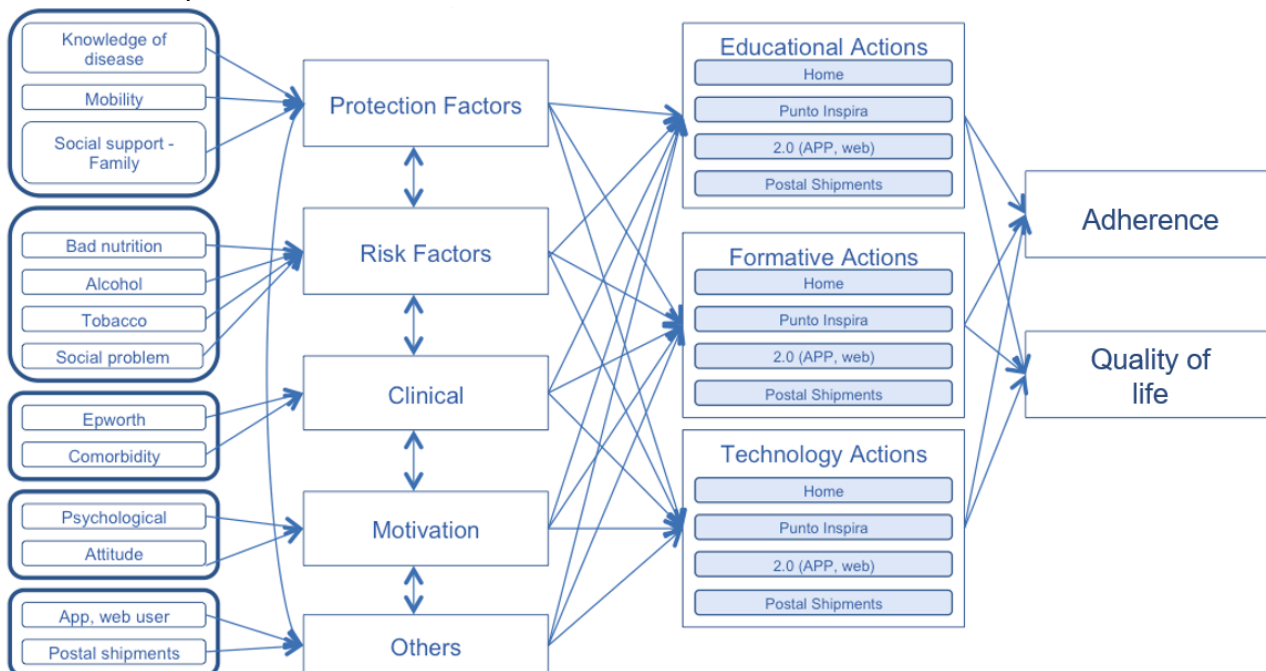 Knowledge of
disease
Mobility
Social support -
Family
Bad nutrition
Alcohol
Tobacco
Social problem
Epworth
Comorbidity
Psychological
Attitude
App, web user
Postal shipments
Protection Factors
Risk Factors
Clinical
Motivation
Others
Educational Actions
Home
Punto Inspira
2.0 (APP, web)
Postal Shipments
Formative Actions
Home
Punto Inspira
2.0 (APP, web)
Postal Shipments
Technology Actions
Home
Punto Inspira
2.0 (APP, web)
Postal Shipments
Adherence
Quality of
life